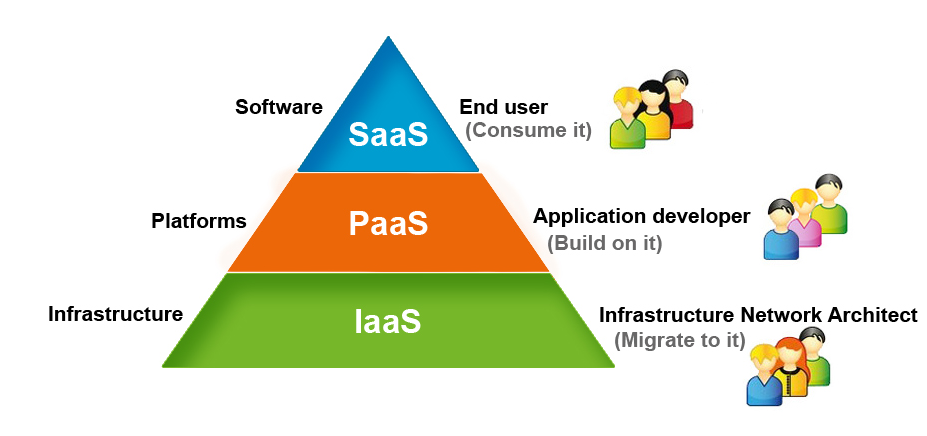 Software
SaaS
End user
(Consume it)
Platforms
PaaS
Application developer
(Build on it)
Infrastructure
IaaS
Infrastructure Network Architect
(Migrate to it)